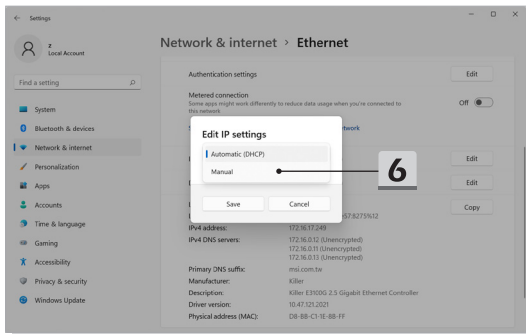 Settings
z
Local Account
Find a setting
System
Bluetooth & devices
Network & internet
Personalization
Apps
Accounts
Time & language
Gaming
Accessibility
Privacy & security
Windows Update
Network & internet › Ethernet
Authentication settings
Edit
Metered connection
Some apps might work differently to reduce data usage when you're connected to
this network
Off
S
twork
Edit IP settings
Automatic (DHCP)
Manual
6
Save
Cancel
Edit
Edit
Copy
:e57:8275%12
IPv4 address: 172.16.17.249
IPv4 DNS servers: 172.16.0.12 (Unencrypted)
172.16.0.11 (Unencrypted)
172.16.0.13 (Unencrypted)
Primary DNS suffix: msi.com.tw
Manufacturer: Killer
Description: Killer E3100G 2.5 Gigabit Ethernet Controller
Driver version: 10.47.121.2021
Physical address (MAC): D8-BB-C1-1E-8B-FF